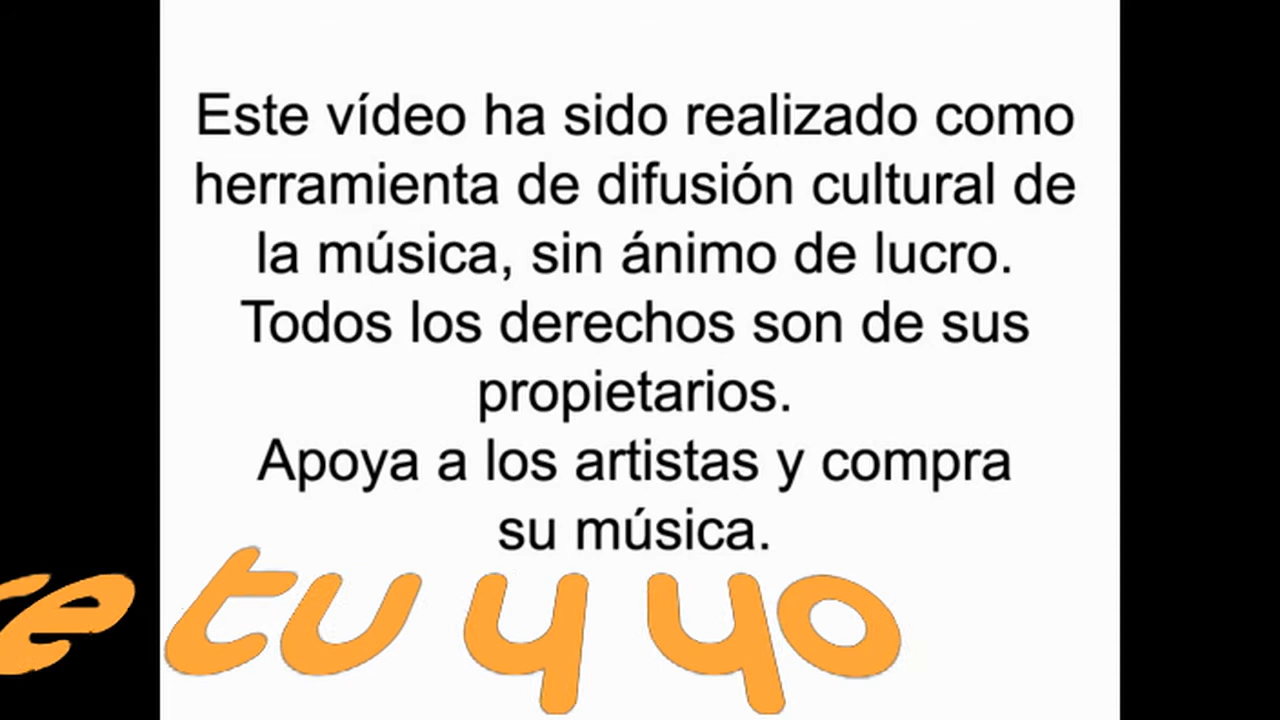 Este vídeo ha sido realizado como
herramienta de difusión cultural de
la música, sin ánimo de lucro.
Todos los derechos son de sus
propietarios.
Apoya a los artistas y compra
su música.
tu y yo